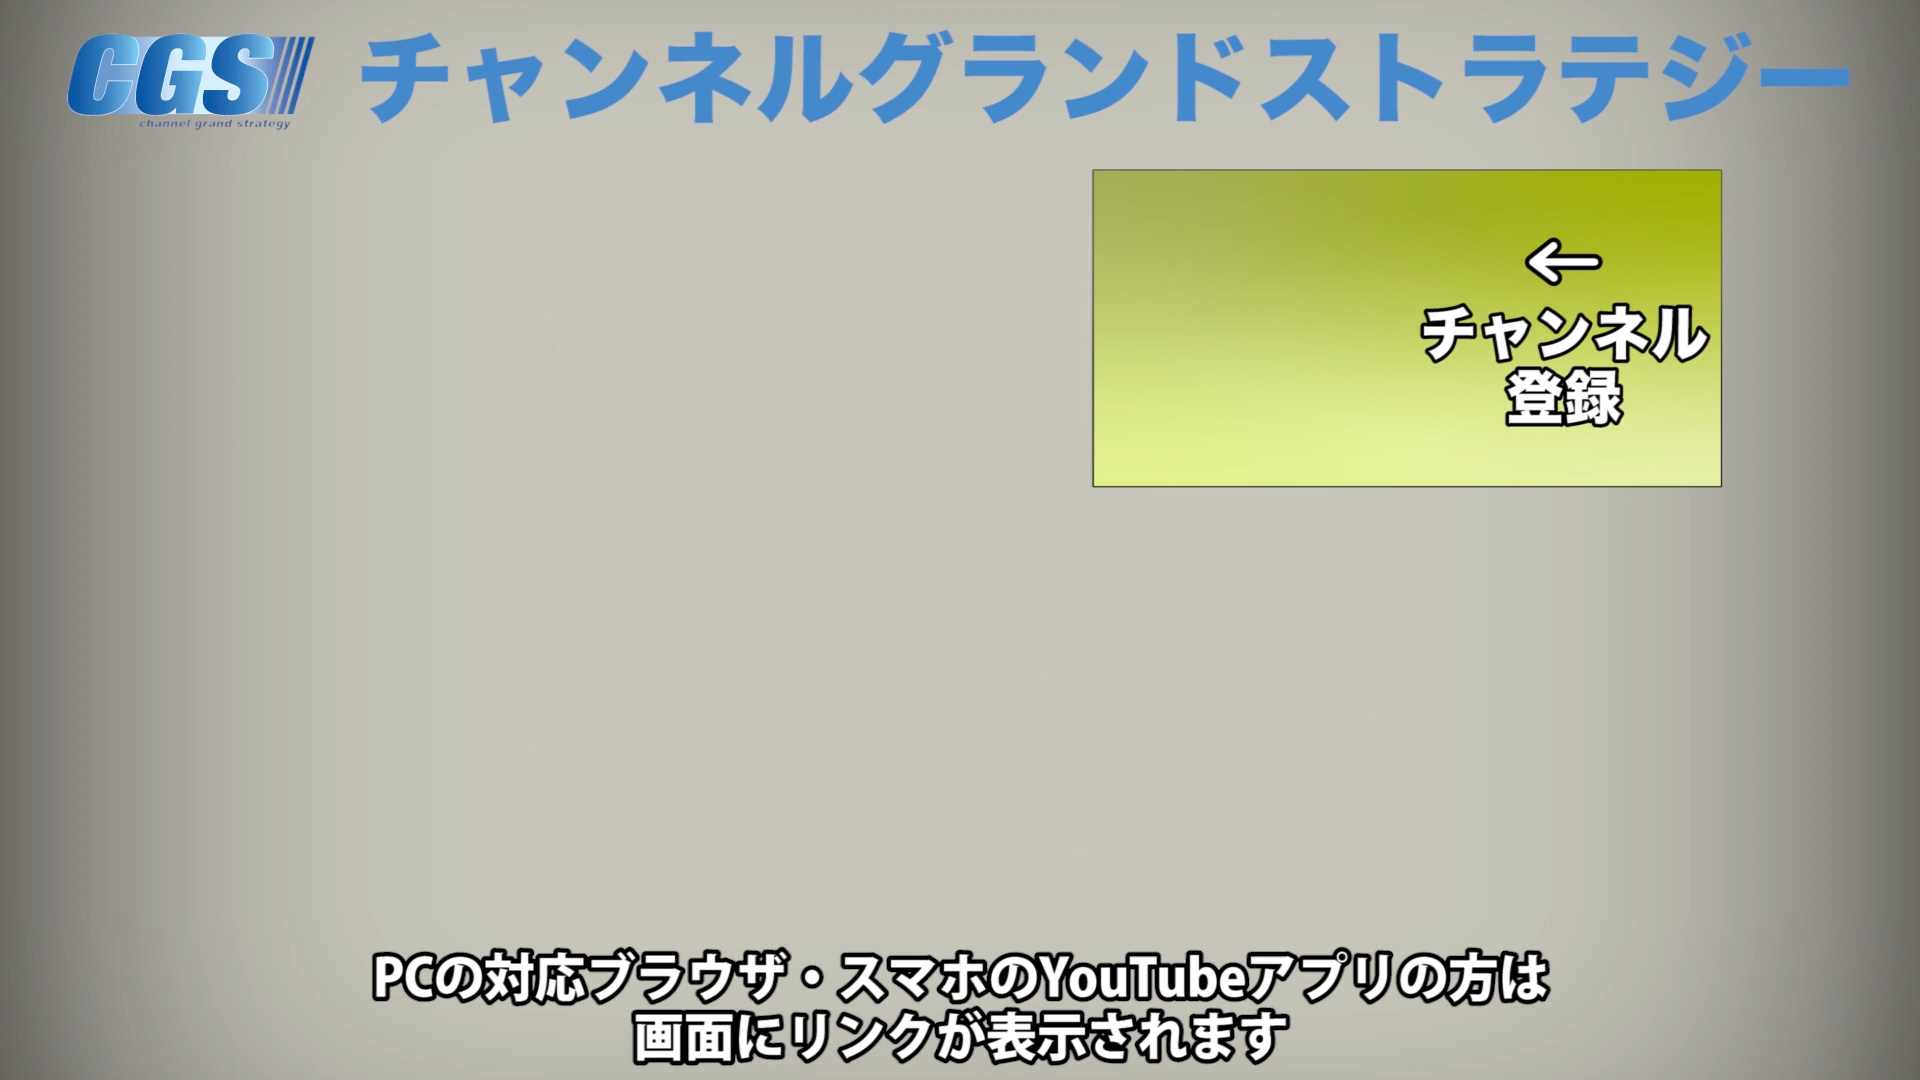 CGS
channel grand strategy
チャンネルグランドストラテジー
←
チャンネル
登録
PCの対応ブラウザ・スマホのYouTubeアプリの方は
画面にリンクが表示されます